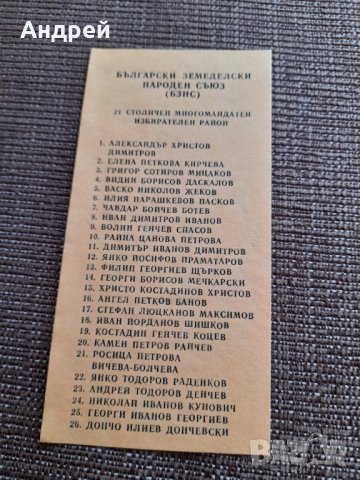 Андрей
БЪЛГАРСКИ ЗЕМЕДЕЛСКИ
НАРОДЕН СЪЮЗ
(БЗНС)
21 СТОЛИЧЕН МНОГОМАНДАТЕН
ИЗБИРАТЕЛЕН РАЙОН
1. АЛЕКСАНДЪР ХРИСТОВ
ДИМИТРОВ
2. ЕЛЕНА ПЕТКОВА КИРЧЕВА
3. ГРИГОР СОТИРОВ МИЦАКОВ
4. ВИДИН БОРИСОВ ДАСКАЛОВ
5. ВАСКО НИКОЛОВ ЖЕКОВ
6. ИЛИЯ ПАРАШКЕВОВ ПАСКОВ
7. ЧАВДАР БОЙЧЕВ БОТЕВ
8. ИВАН ДИМИТРОВ ИВАНОВ
9. ВОЛИН ГЕНЧЕВ СПАСОВ
10. РАЙНА ЦАНОВА ПЕТРОВА
11. ДИМИТЪР ИВАНОВ ДИМИТРОВ
12. ЯНКО ЙОСИФОВ ПРАМАТАРОВ
13. ФИЛИП ГЕОРГИЕВ ЩЪРКОВ
14. ГЕОРГИ БОРИСОВ МЕЧКАРСКИ
15. ХРИСТО КОСТАДИНОВ ХРИСТОВ
16. АНГЕЛ ПЕТКОВ БАНОВ
17. СТЕФАН ЛЮЦКАНОВ МАКСИМОВ
18. ИВАН ЙОРДАНОВ ШИШКОВ
19. КОСТАДИН ГЕНЧЕВ КОЦЕВ
20. КАМЕН ПЕТРОВ РАЙЧЕВ
21. РОСИЦА ПЕТРОВА
ВИЧЕВА-БОЛЧЕВА
22. ЯНКО ТОДОРОВ РАДЕНКОВ
23. АНДРЕЙ ТОДОРОВ ДЕНЧЕВ
24. НИКОЛАЙ ИВАНОВ КУНОВИЧ
25. ГЕОРГИ ИВАНОВ ГЕОРГИЕВ
26. ДОНЧО ИЛИЕВ ДОНЧЕВСКИ